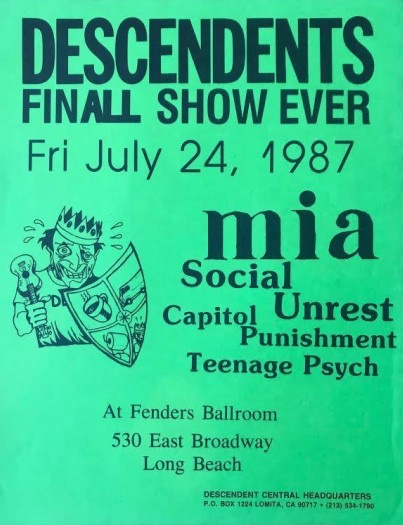 DESCENDENTS
FINALL SHOW EVER
Fri July 24, 1987
mia
Social
Unrest
Capitol
Punishment
Teenage Psych
At Fenders Ballroom
530 East Broadway
Long Beach
DESCENDENT CENTRAL HEADQUARTERS
P.O. BOX 1224 LOMITA, CA 90717 • (213) 534-1790